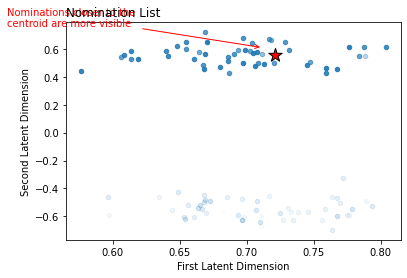 Nomination List
Nominations closer to the
centroid are more visible
0.6
0.4
0.2
0.0
−0.2
−0.4
−0.6
Second Latent Dimension
0.60
0.65
0.70
0.75
0.80
First Latent Dimension